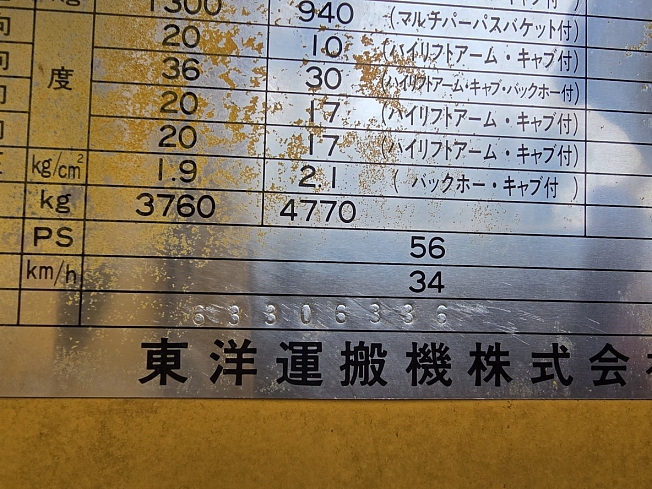 1300 940 (マルチパーパスバケット付)
20 10 (ハイリフトアーム・キャブ付)
度 36 30 (ハイリフトアーム・キャブ・バックホー付)
20 17 (ハイリフトアーム・キャブ付)
20 17 (ハイリフトアーム・キャブ付)
kg/cm² 1.9 2.1 (バックホー・キャブ付)
kg 3760 4770
PS 56
km/h 34
63306336
東洋運搬機株式会